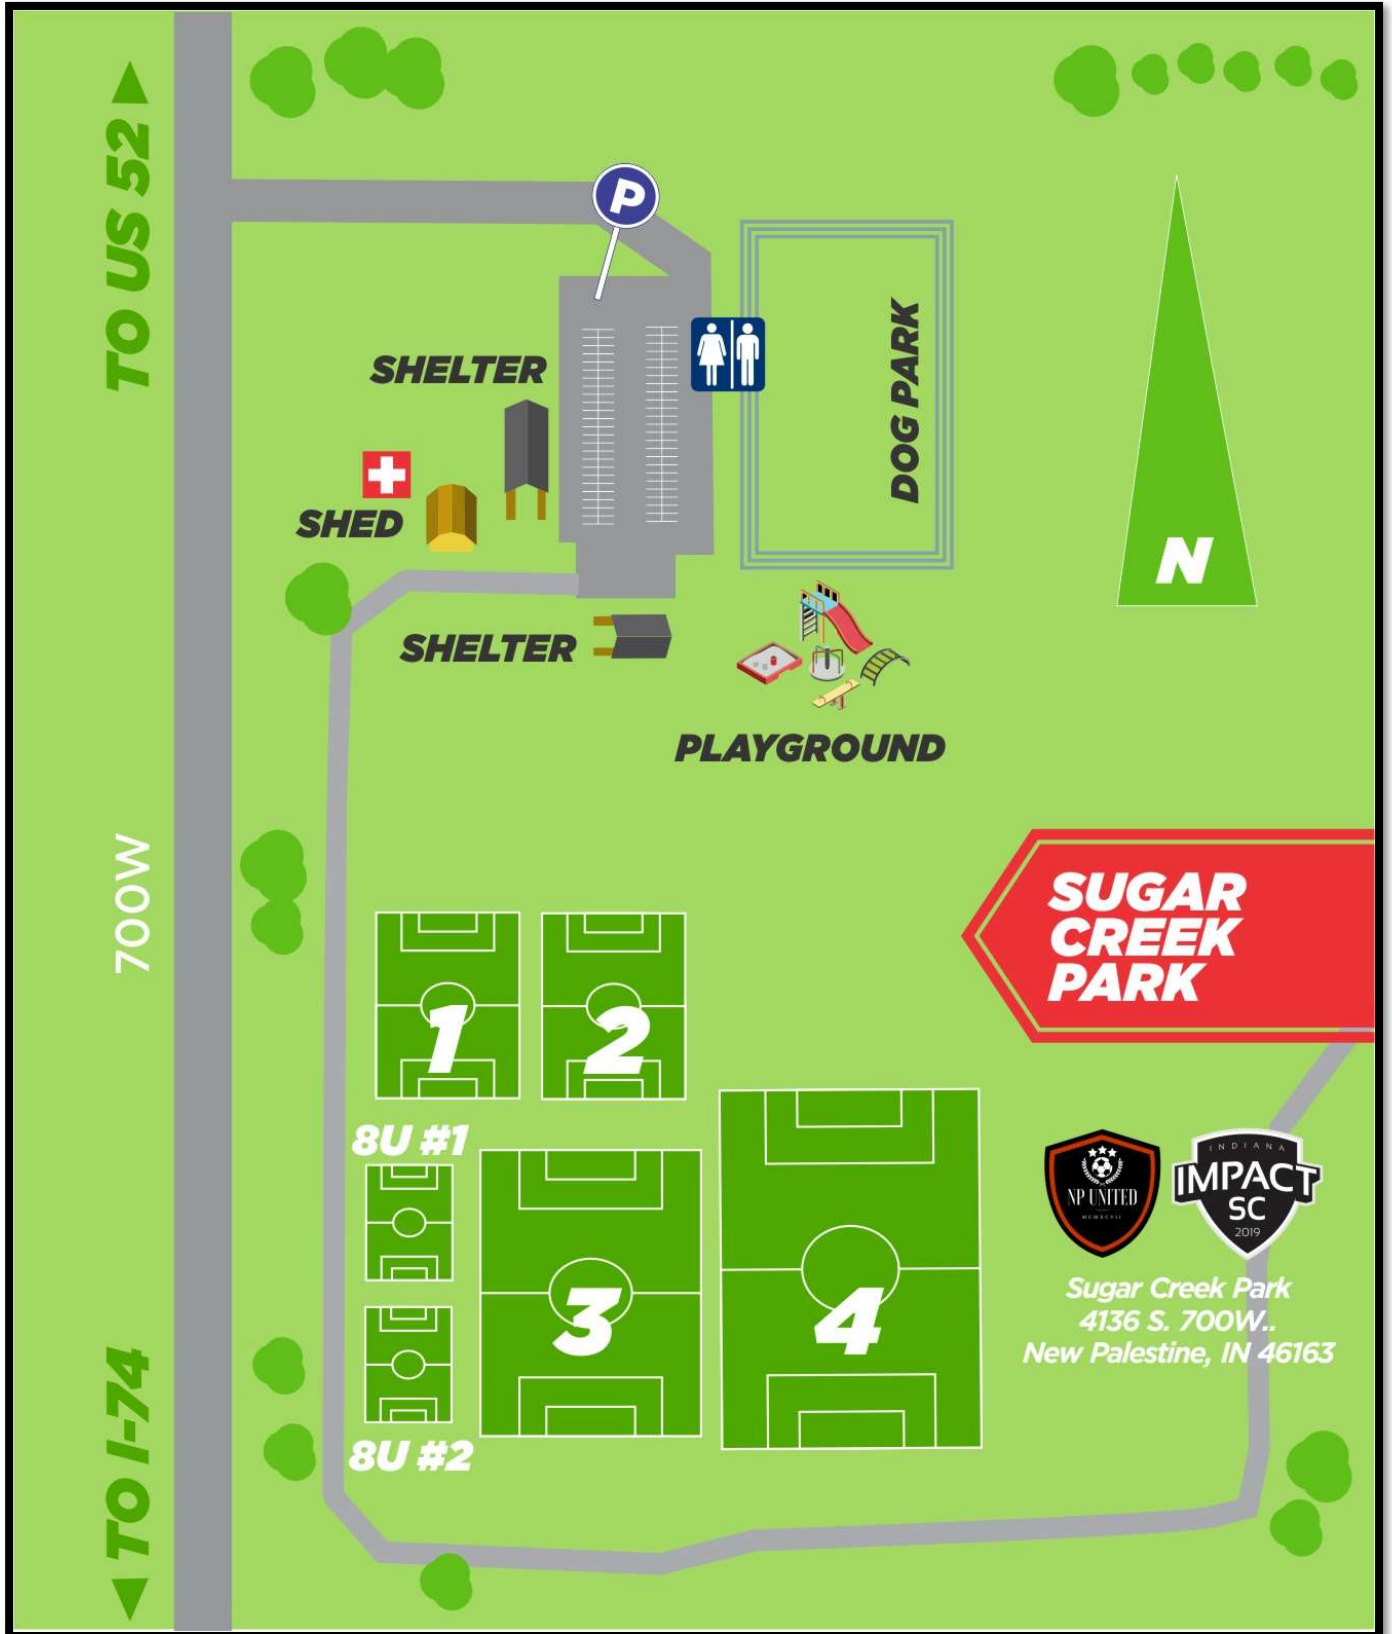 TO US 52
P
SHELTER
DOG PARK
SHED
N
SHELTER
PLAYGROUND
700W
SUGAR
CREEK
PARK
1
2
8U #1
3
4
8U #2
NP UNITED
MCMXCVII
INDIANA
IMPACT
SC
2019
Sugar Creek Park
4136 S. 700W..
New Palestine, IN 46163
TO I-74